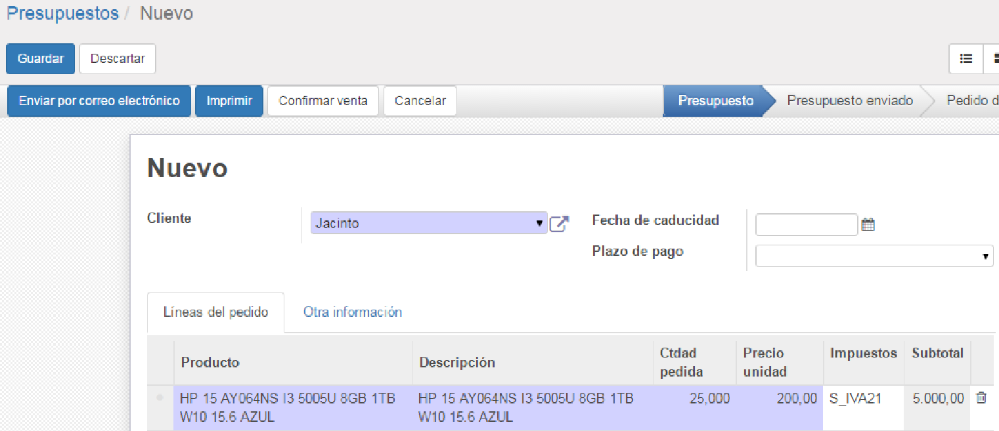 Presupuestos / Nuevo
Guardar Descartar
Enviar por correo electrónico Imprimir Confirmar venta Cancelar Presupuesto Presupuesto enviado Pedido d
Nuevo
Cliente Jacinto Fecha de caducidad
Plazo de pago
Líneas del pedido Otra información
Producto Descripción Ctdad pedida Precio unidad Impuestos Subtotal
HP 15 AY064NS I3 5005U 8GB 1TB HP 15 AY064NS I3 5005U 8GB 1TB 25,000 200,00 S_IVA21 5.000,00
W10 15.6 AZUL W10 15.6 AZUL